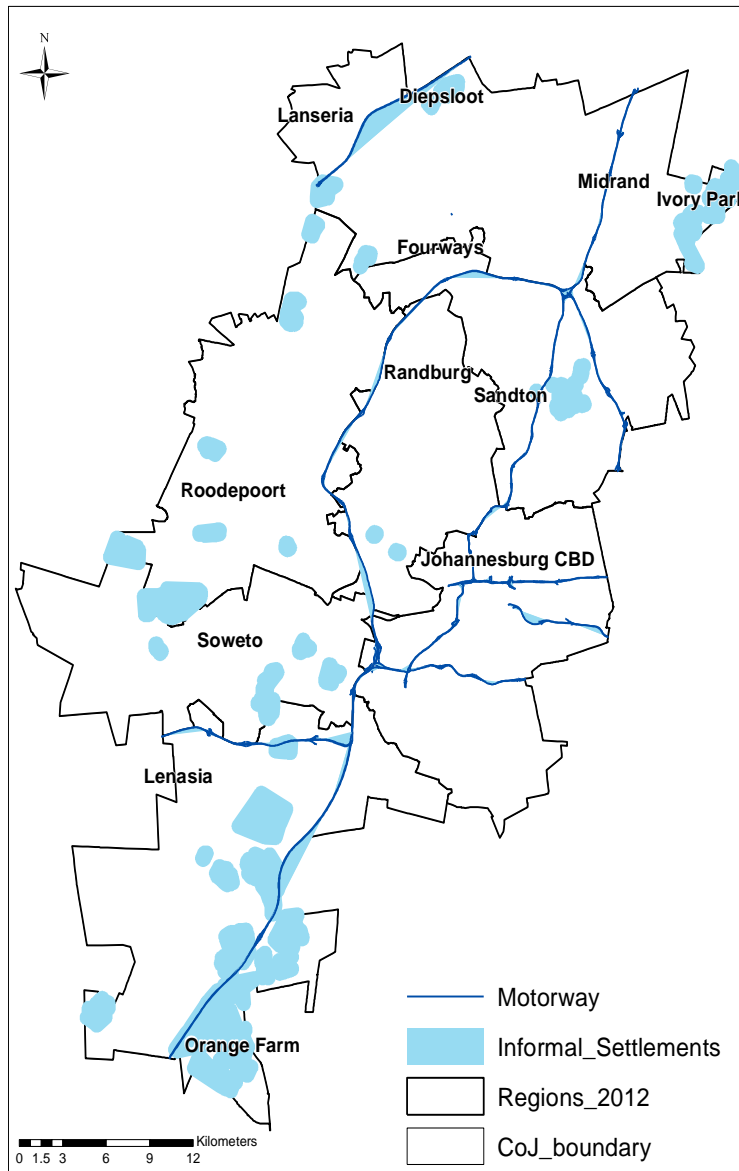 N
Diepsloot
Lanseria
Midrand
Ivory Park
Fourways
Randburg
Sandton
Roodepoort
Johannesburg CBD
Soweto
Lenasia
Orange Farm
Motorway
Informal_Settlements
Regions_2012
CoJ_boundary
Kilometers
0 1.5 3 6 9 12